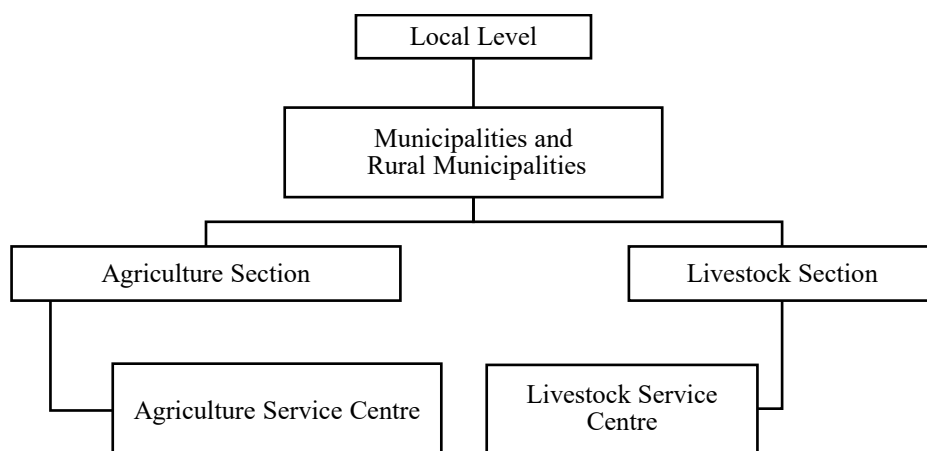 Local Level
Municipalities and
Rural Municipalities
Agriculture Section
Livestock Section
Agriculture Service Centre
Livestock Service
Centre